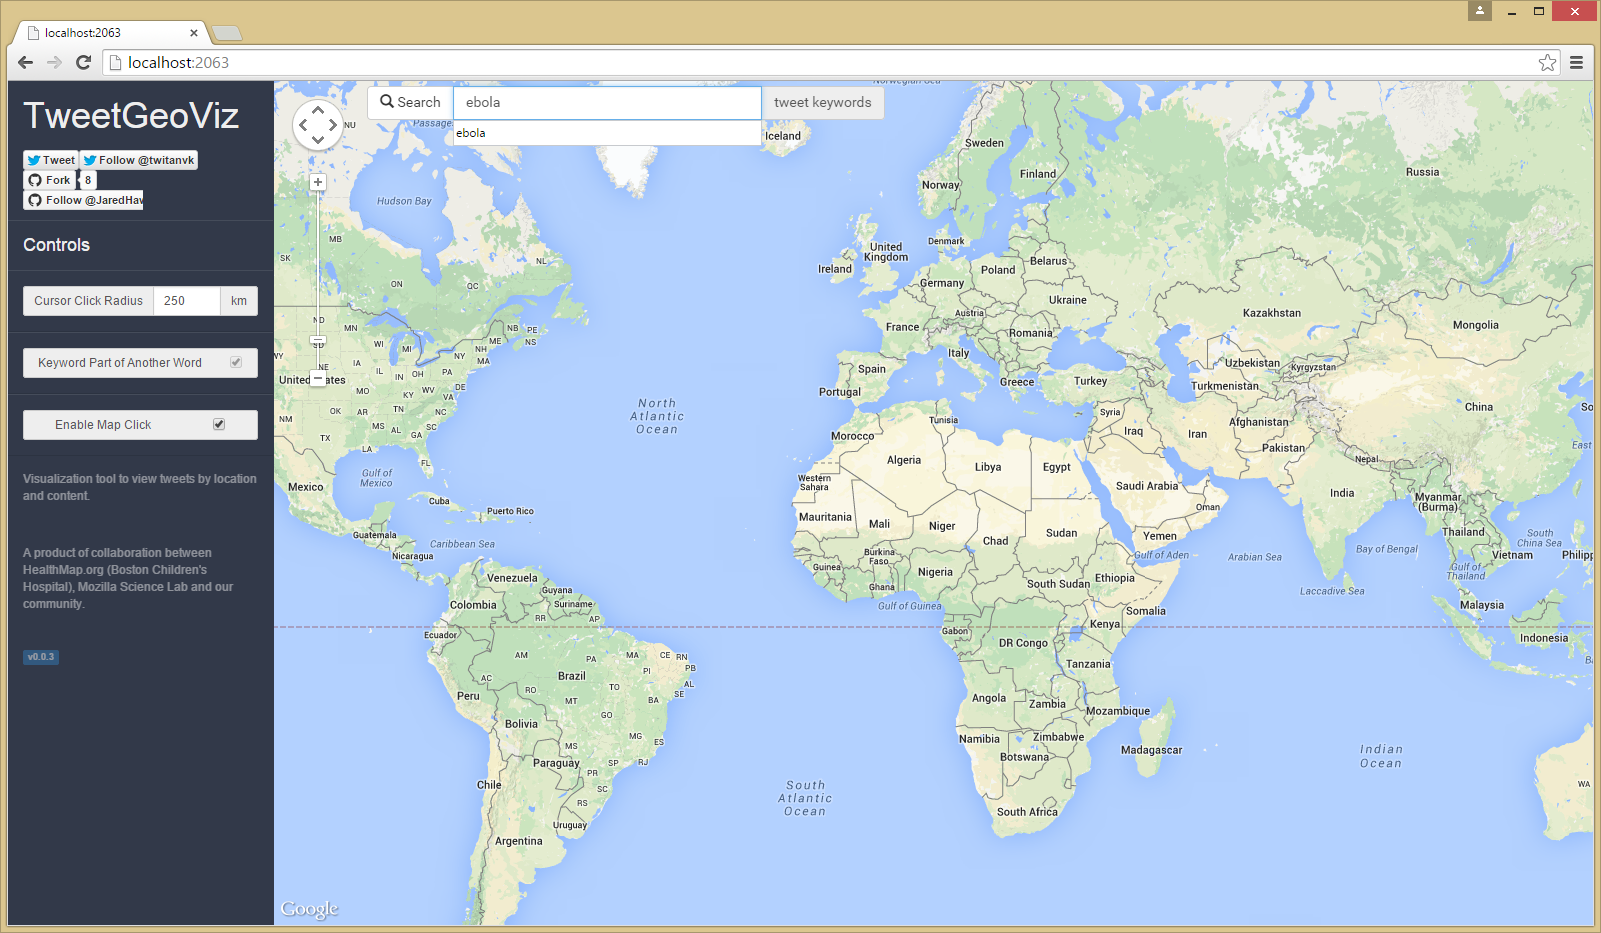 localhost:2063
localhost:2063
TweetGeoViz
Tweet
Follow @twitanvk
Fork
8
Follow @JaredHaw
Controls
Cursor Click Radius
250
km
Keyword Part of Another Word
Enable Map Click
Visualization tool to view tweets by location
and content.
A product of collaboration between
HealthMap.org (Boston Children's
Hospital), Mozilla Science Lab and our
community.
v0.0.3
Search
ebola
tweet keywords
ebola
Norwegian Sea
NU
Passage
Iceland
Sweden
Finland
Russia
Norway
Hudson Bay
MB
SK
ON
QC
NL
United
Kingdom
Ireland
Denmark
Belarus
Poland
Germany
Ukraine
Kazakhstan
Mongolia
Austria
France
Romania
Italy
ND
MN
SD
WI
MI
NB
PE
NS
NH
ME
MA
NY
WY
NE
IA
IL
IN
OH
PA
United States
KS
MO
KY
WV
VA
DE
OK
AR
TN
NC
NM
MS
AL
GA
SC
TX
LA
FL
Spain
Portugal
Greece
Turkey
Uzbekistan
Kyrgyzstan
Turkmenistan
China
So
East
North
Atlantic
Ocean
Tunisia
Syria
Morocco
Iraq
Iran
Afghanistan
Pakistan
Nepal
Algeria
Libya
Egypt
Western
Sahara
Saudi Arabia
India
Myanmar
(Burma)
Oman
Gulf of
Mexico
Mexico
Cuba
Puerto Rico
Guatemala
Caribbean Sea
Nicaragua
Mauritania
Mali
Niger
Chad
Sudan
Yemen
Gulf of Aden
Arabian Sea
Bay of Bengal
Thailand
South
China Sea
Vietnam
Philipp
Gulf of
Thailand
Burkina
Faso
Guinea
Ghana
Nigeria
South Sudan
Ethiopia
Laccadive Sea
Malaysia
Venezuela
Guyana
Suriname
Colombia
Gulf of Guinea
Somalia
RR
AP
Ecuador
Gabon
DR Congo
Kenya
Indonesia
AM
PA
MA
CE
RN
PB
PI
AL
SE
Tanzania
AC
Brazil
TO
RO
BA
Peru
MT
GO
Angola
Zambia
Mozambique
Bolivia
MG
ES
Namibia
Zimbabwe
Botswana
Madagascar
Indian
Ocean
MS
Paraguay
SP
RJ
PR
Chile
SC
South
Atlantic
Ocean
RS
Uruguay
South Africa
WA
Argentina
Google